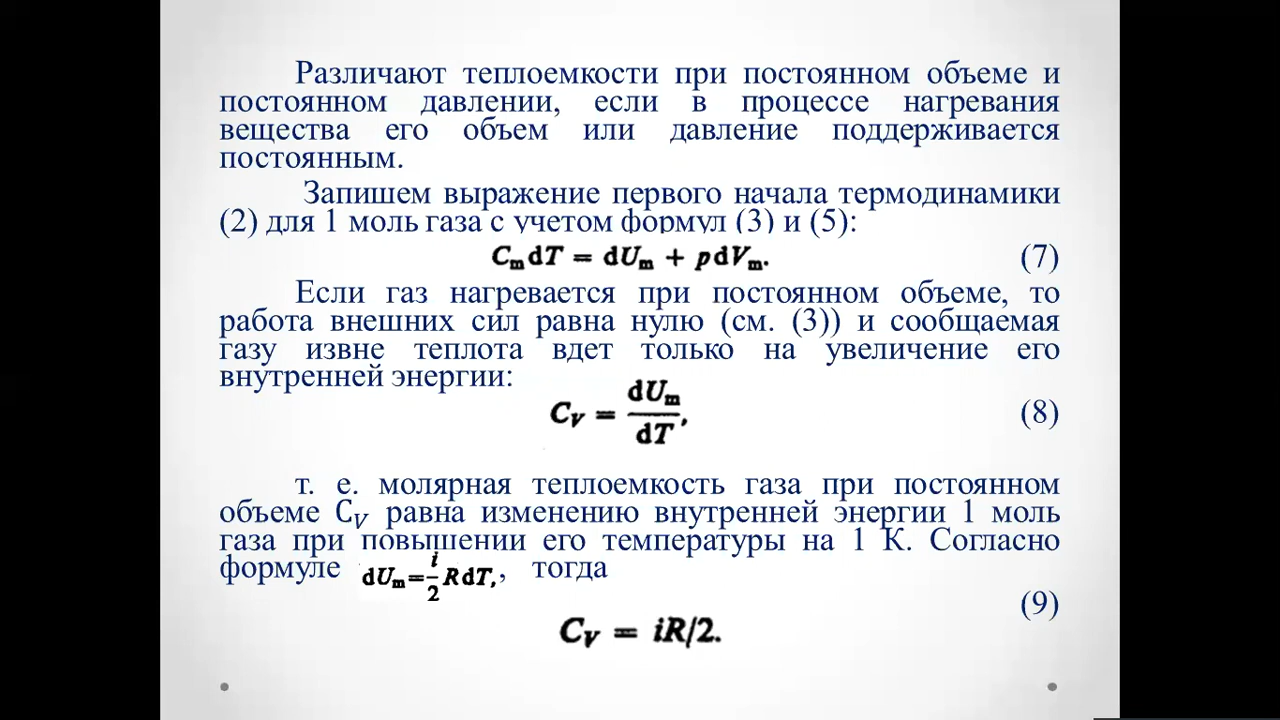 Различают теплоемкости при постоянном объеме и
постоянном давлении, если в процессе нагревания
вещества его объем или давление поддерживается
постоянным.
Запишем выражение первого начала термодинамики
(2) для 1 моль газа с учетом формул (3) и (5):
CₘdT = dUₘ + pdVₘ. (7)
Если газ нагревается при постоянном объеме, то
работа внешних сил равна нулю (см. (3)) и сообщаемая
газу извне теплота вдет только на увеличение его
внутренней энергии:
C_V = dUₘ/dT, (8)
т. е. молярная теплоемкость газа при постоянном
объеме C_V равна изменению внутренней энергии 1 моль
газа при повышении его температуры на 1 К. Согласно
формуле dUₘ=i/2 RdT,, тогда
(9)
C_V = iR/2.